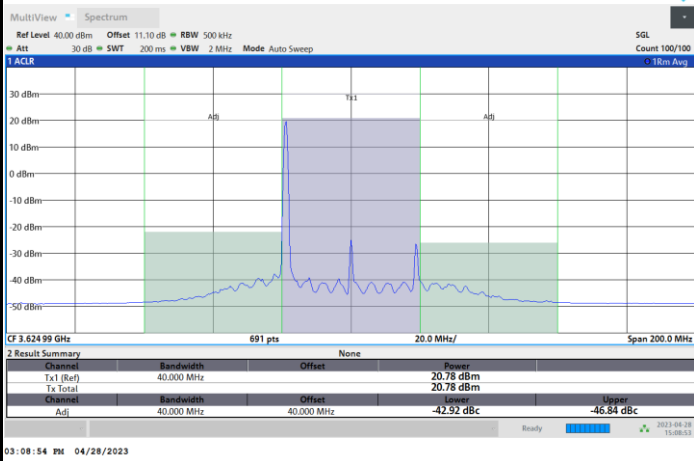 MultiView Spectrum
Ref Level 40.00 dBm Offset 11.10 dB RBW 500 kHz SGL
Att 30 dB SWT 200 ms VBW 2 MHz Mode Auto Sweep Count 100/100
1 ACLR 1Rm Avg
30 dBm
Tx1
20 dBm
Adj Adj
10 dBm
0 dBm
-10 dBm
-20 dBm
-30 dBm
-40 dBm
-50 dBm
CF 3.624 99 GHz 691 pts 20.0 MHz/ Span 200.0 MHz
2 Result Summary None
Channel Bandwidth Offset Power
Tx1 (Ref) 40.000 MHz 20.78 dBm
Tx Total 20.78 dBm
Channel Bandwidth Offset Lower Upper
Adj 40.000 MHz 40.000 MHz -42.92 dBc -46.84 dBc
Ready 2023-04-28
15:08:53
03:08:54 PM 04/28/2023